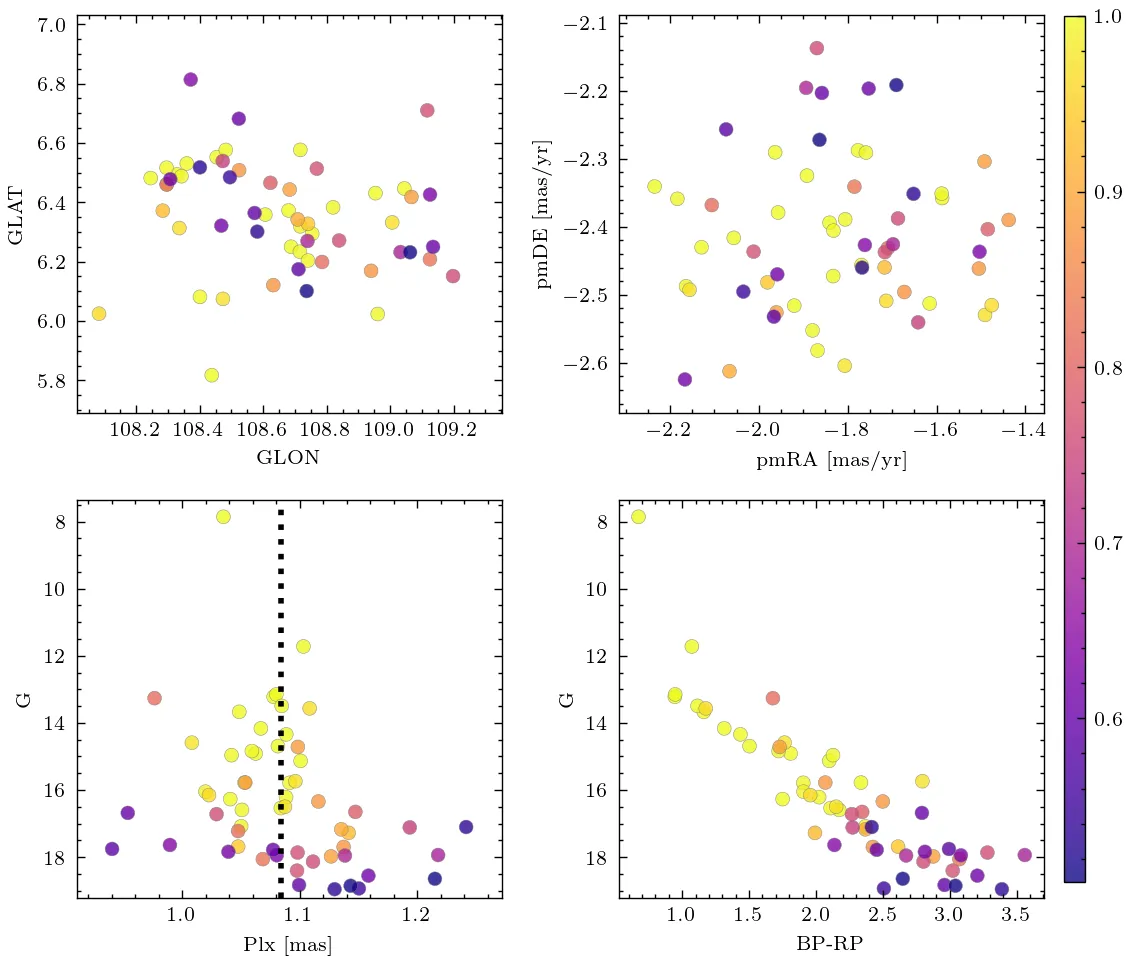 7.0
6.8
6.6
6.4
6.2
6.0
5.8
GLAT
108.2 108.4 108.6 108.8 109.0 109.2
GLON
−2.1
−2.2
−2.3
−2.4
−2.5
−2.6
pmDE [mas/yr]
−2.2 −2.0 −1.8 −1.6 −1.4
pmRA [mas/yr]
1.0
0.9
0.8
0.7
0.6
8
10
12
14
16
18
G
1.0 1.1 1.2
Plx [mas]
8
10
12
14
16
18
G
1.0 1.5 2.0 2.5 3.0 3.5
BP-RP